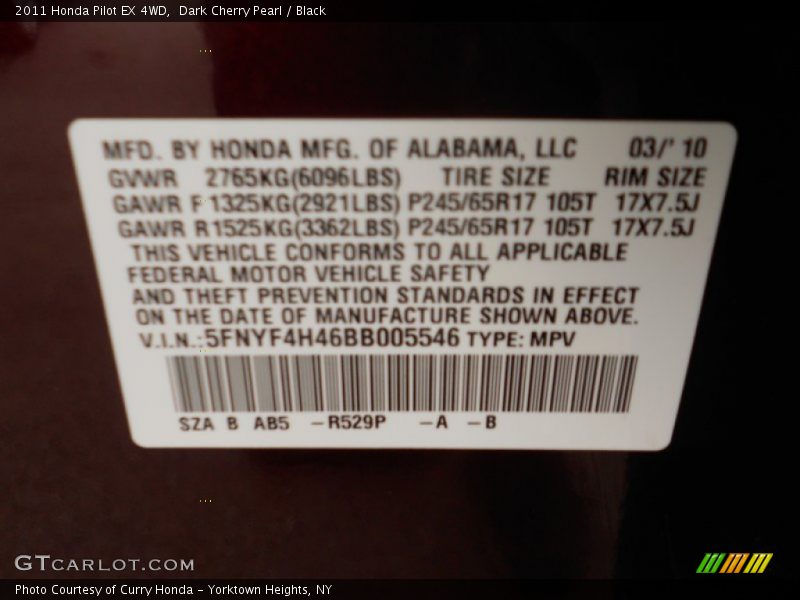 2011 Honda Pilot EX 4WD,  Dark Cherry Pearl / Black
MFD. BY HONDA MFG. OF ALABAMA, LLC 03/'10
GVWR 2765KG(6096LBS) TIRE SIZE RIM SIZE
GAWR F1325KG(2921LBS) P245/65R17 105T 17X7.5J
GAWR R1525KG(3362LBS) P245/65R17 105T 17X7.5J
THIS VEHICLE CONFORMS TO ALL APPLICABLE
FEDERAL MOTOR VEHICLE SAFETY
AND THEFT PREVENTION STANDARDS IN EFFECT
ON THE DATE OF MANUFACTURE SHOWN ABOVE.
V.I.N.:5FNYF4H46BB005546 TYPE: MPV
SZA B AB5 -R529P -A -B
GTCARLOT.COM
Photo Courtesy of Curry Honda - Yorktown Heights, NY